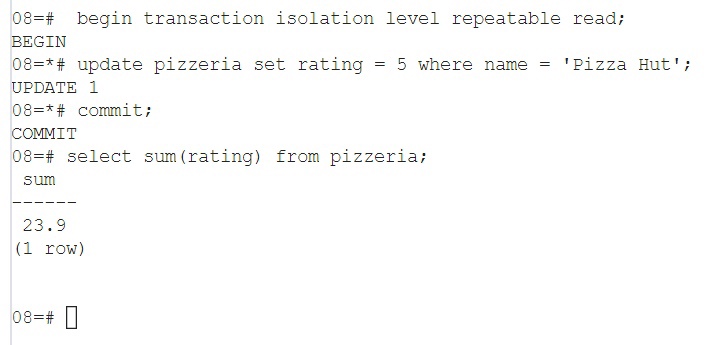 08=#  begin transaction isolation level repeatable read;
BEGIN
08=*# update pizzeria set rating = 5 where name = 'Pizza Hut';
UPDATE 1
08=*# commit;
COMMIT
08=# select sum(rating) from pizzeria;
 sum
------
 23.9
(1 row)
08=#